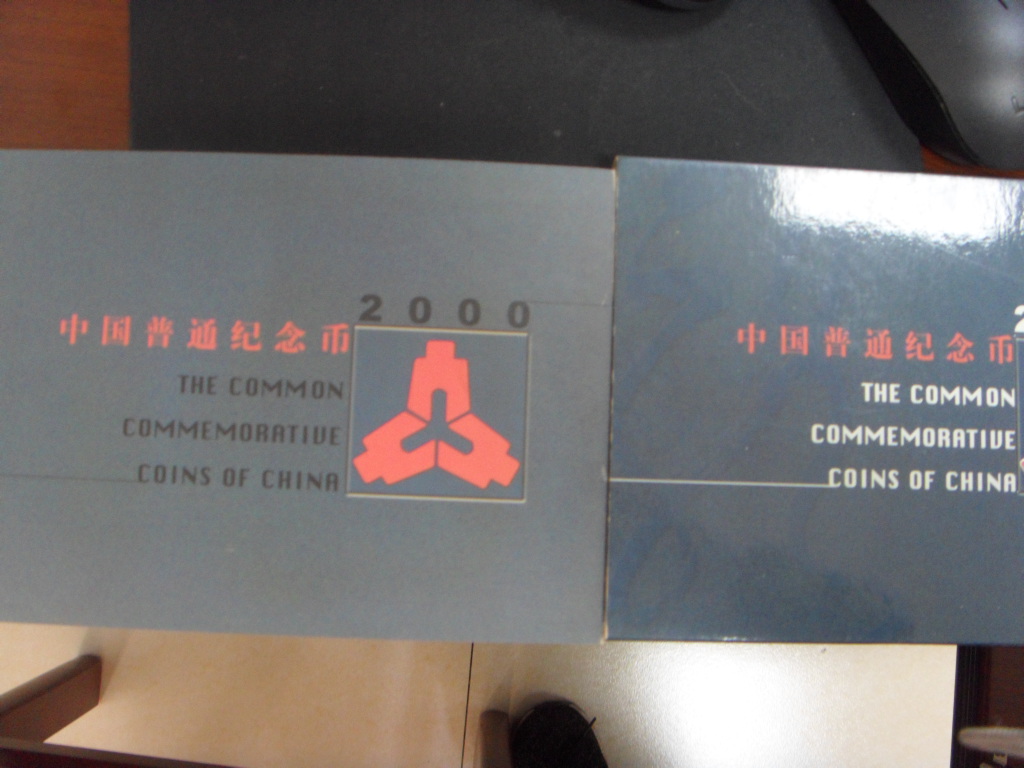 2000
中国普通纪念币
THE COMMON
COMMEMORATIVE
COINS OF CHINA
中国普通纪念币
THE COMMON
COMMEMORATIVE
COINS OF CHINA